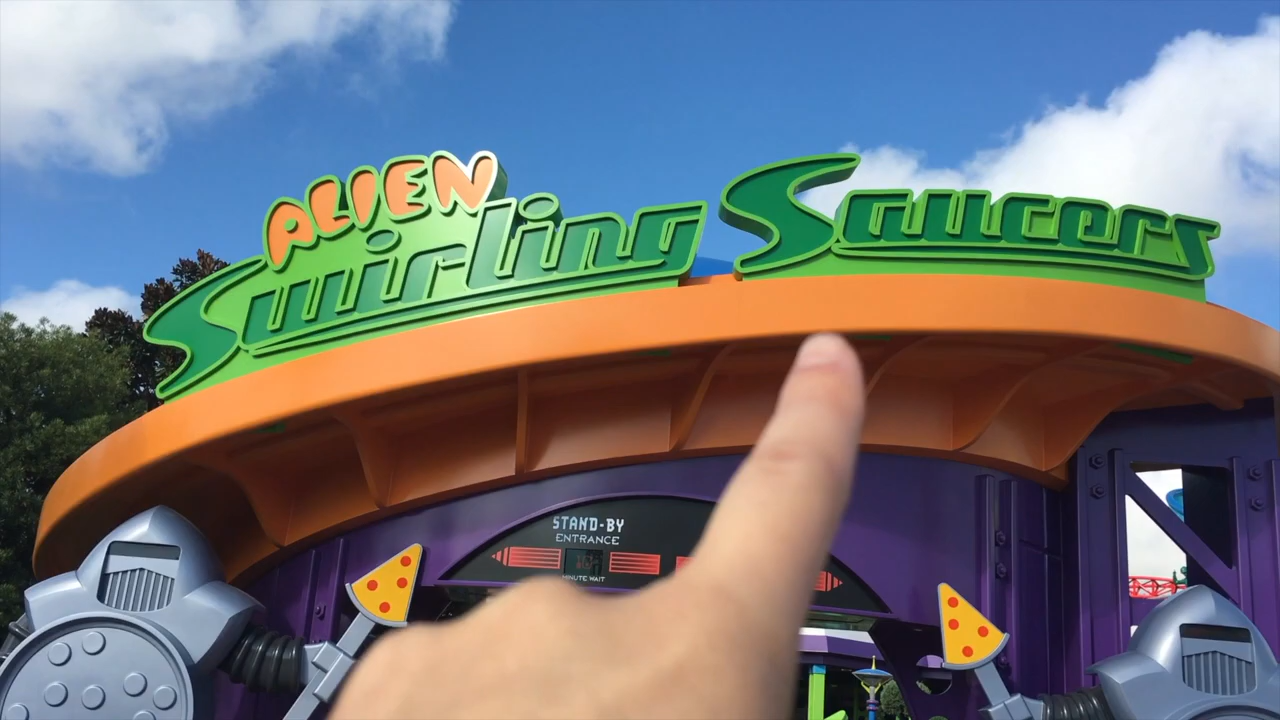 ALIEN
Swirling Saucers
STAND-BY
ENTRANCE
MINUTE WAIT